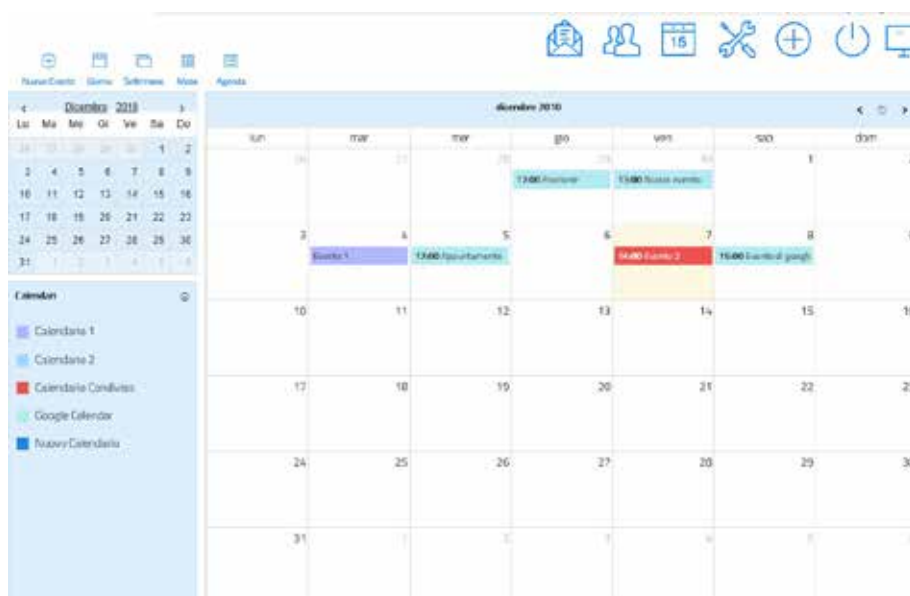 15
Nuovo Evento Giorno Settimana Mese Agenda
Dicembre 2018
Lu Ma Me Gi Ve Sa Do
1 2
3 4 5 6 7 8 9
10 11 12 13 14 15 16
17 18 19 20 21 22 23
24 25 26 27 28 29 30
31
Calendari
Calendario 1
Calendario 2
Calendario Condiviso
Google Calendar
Nuovo Calendario
dicembre 2018
lun mar mer gio ven sab dom
1
13:00 Nuovo evento
3 4 5 6 7 8
Evento 1 Appuntamento Evento 2 Evento di google
10 11 12 13 14 15
17 18 19 20 21 22
24 25 26 27 28 29
31